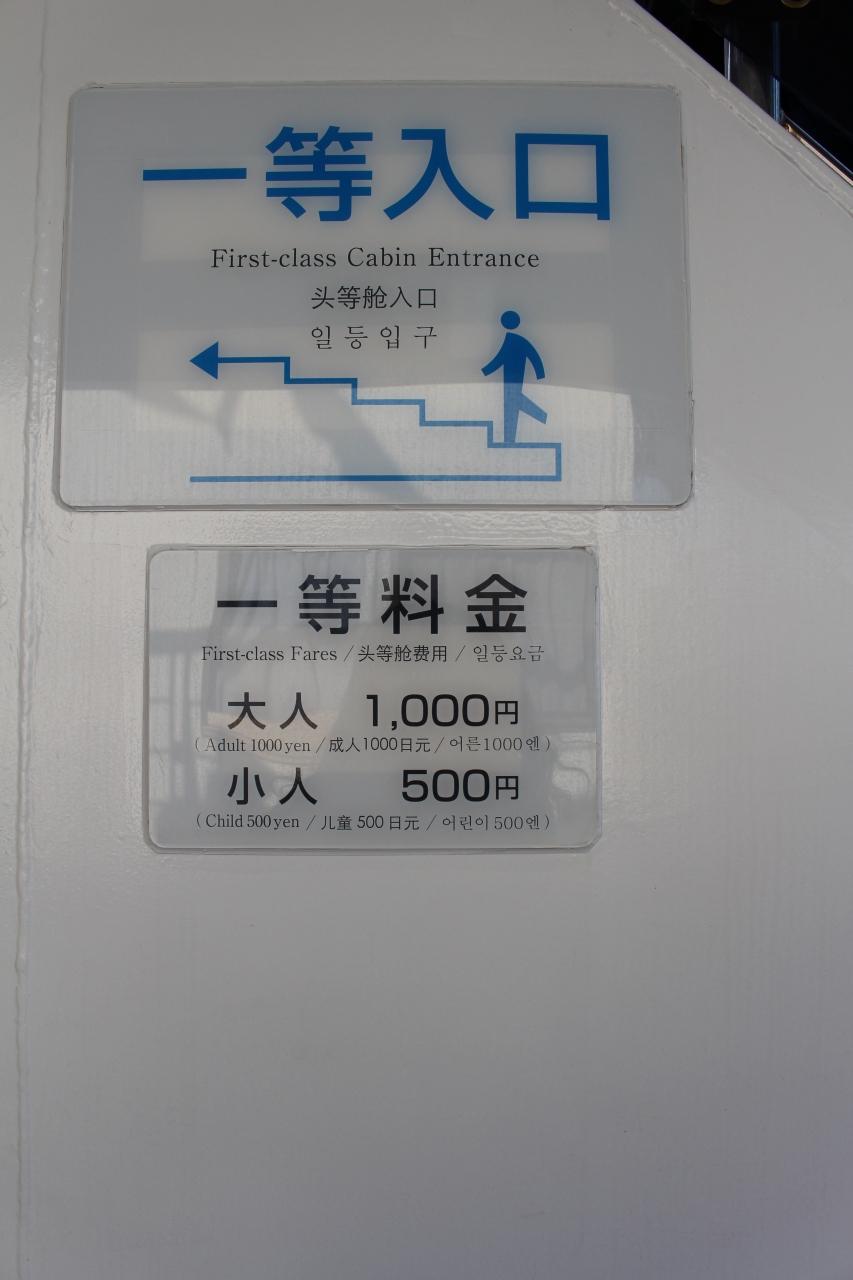 一等入口
First-class Cabin Entrance
头等舱入口
일등입구
一等料金
First-class Fares / 头等舱费用 / 일등요금
大人 1,000円
( Adult 1000 yen / 成人1000日元 / 어른1000엔 )
小人 500円
( Child 500 yen / 儿童 500 日元 / 어린이 500엔 )